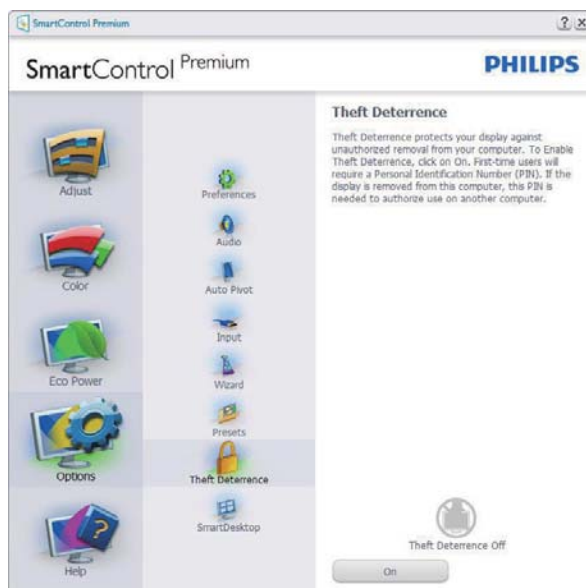 SmartControl Premium
SmartControl Premium
PHILIPS
Adjust
Color
Eco Power
Options
Help
Preferences
Audio
Auto Pivot
Input
Wizard
Presets
Theft Deterrence
SmartDesktop
Theft Deterrence
Theft Deterrence protects your display against
unauthorized removal from your computer. To Enable
Theft Deterrence, click on On. First-time users will
require a Personal Identification Number (PIN). If the
display is removed from this computer, this PIN is
needed to authorize use on another computer.
Theft Deterrence Off
On